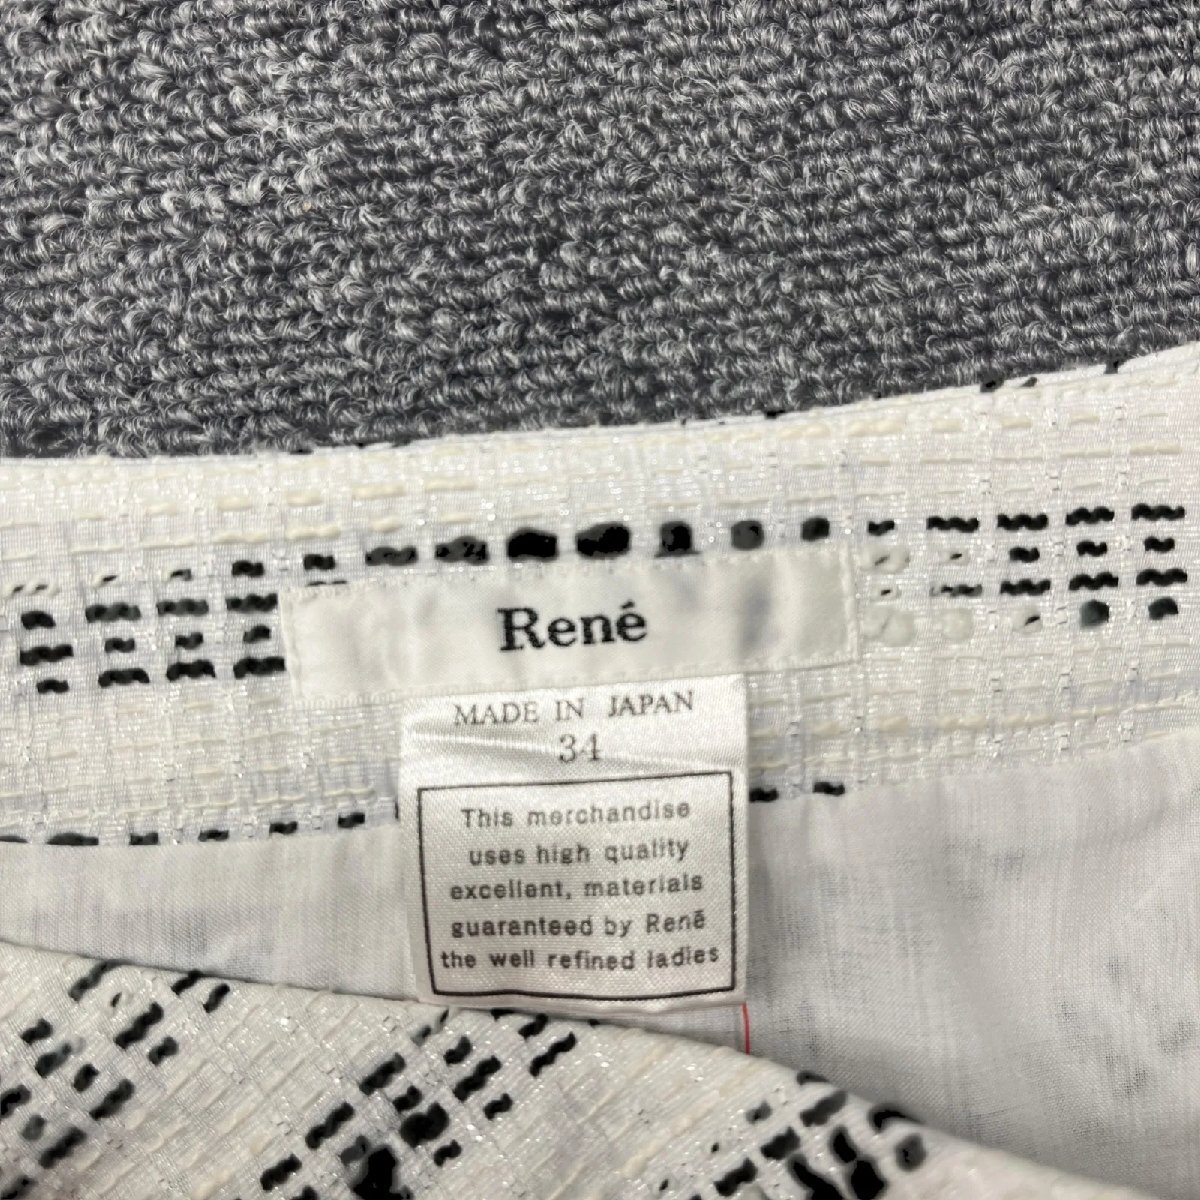 René
MADE IN JAPAN
34
This merchandise
uses high quality
excellent, materials
guaranteed by René
the well refined ladies